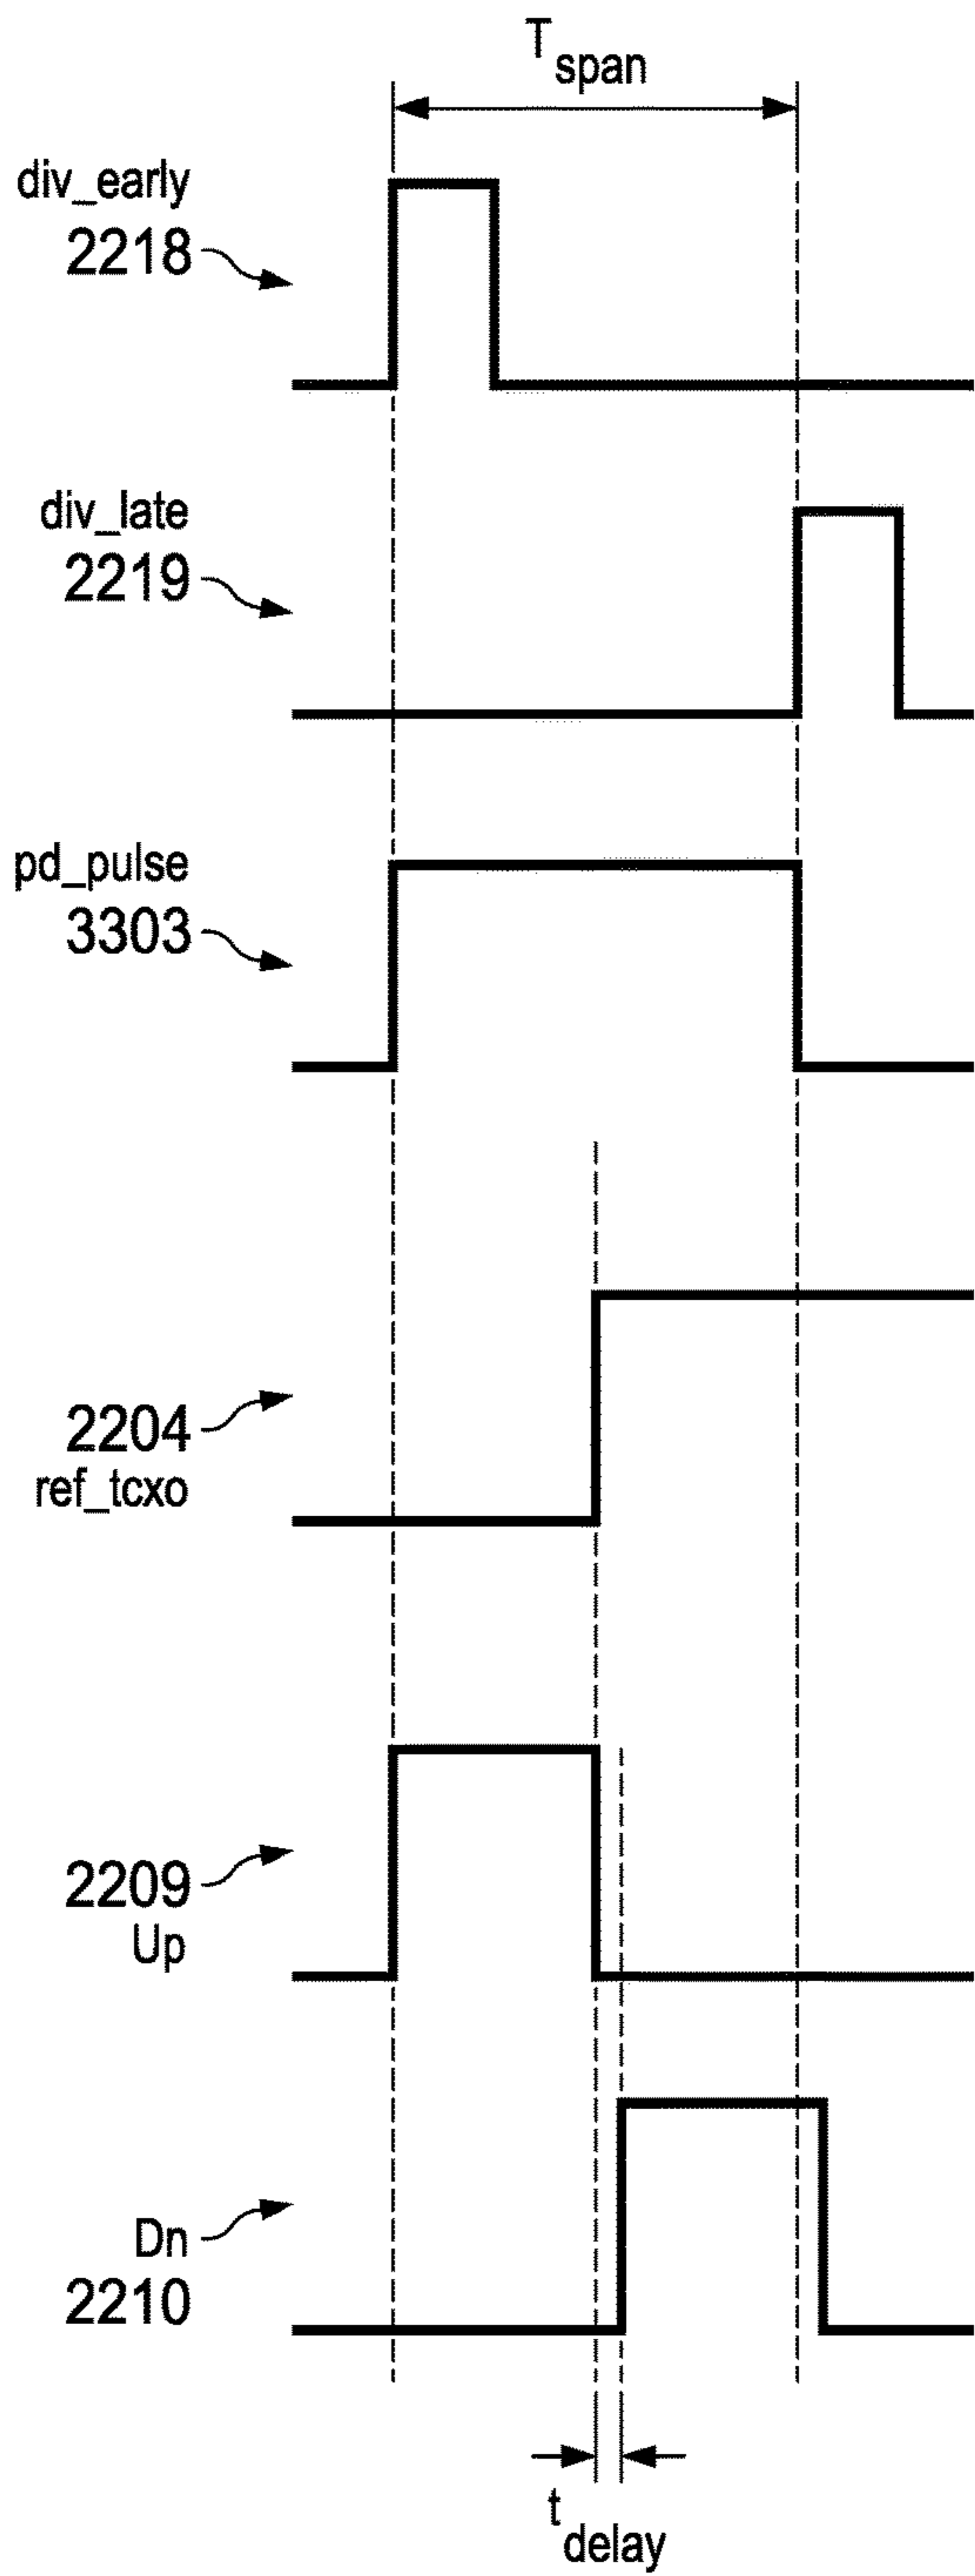 T span
div_early
2218
div_late
2219
pd_pulse
3303
2204
ref_tcxo
2209
Up
Dn
2210
t delay